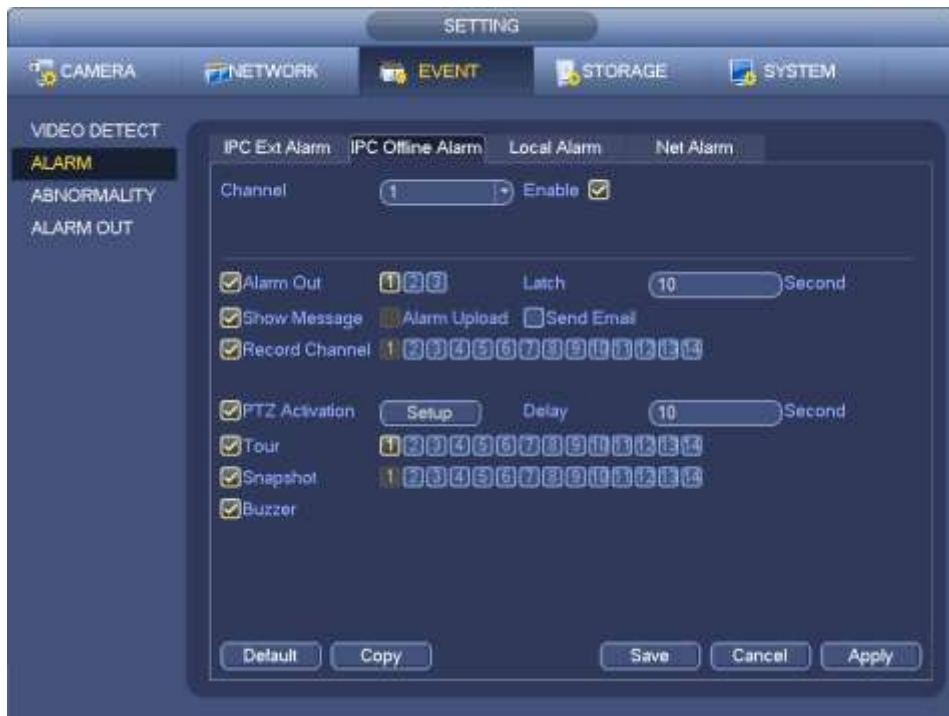 SETTING
CAMERA NETWORK EVENT STORAGE SYSTEM
VIDEO DETECT
ALARM
ABNORMALITY
ALARM OUT
IPC Ext Alarm IPC Offline Alarm Local Alarm Net Alarm
Channel 1 Enable
Alarm Out 1 2 3 Latch 10 Second
Show Message Alarm Upload Send Email
Record Channel 1 2 3 4 5 6 7 8 9 10 11 12 13 14
PTZ Activation Setup Delay 10 Second
Tour 1 2 3 4 5 6 7 8 9 10 11 12 13 14
Snapshot 1 2 3 4 5 6 7 8 9 10 11 12 13 14
Buzzer
Default Copy Save Cancel Apply